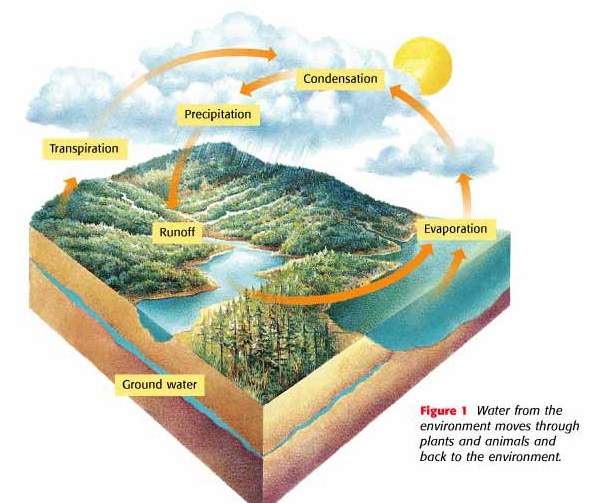 Condensation
Precipitation
Transpiration
Runoff
Evaporation
Ground water
Figure 1 Water from the
environment moves through
plants and animals and
back to the environment.